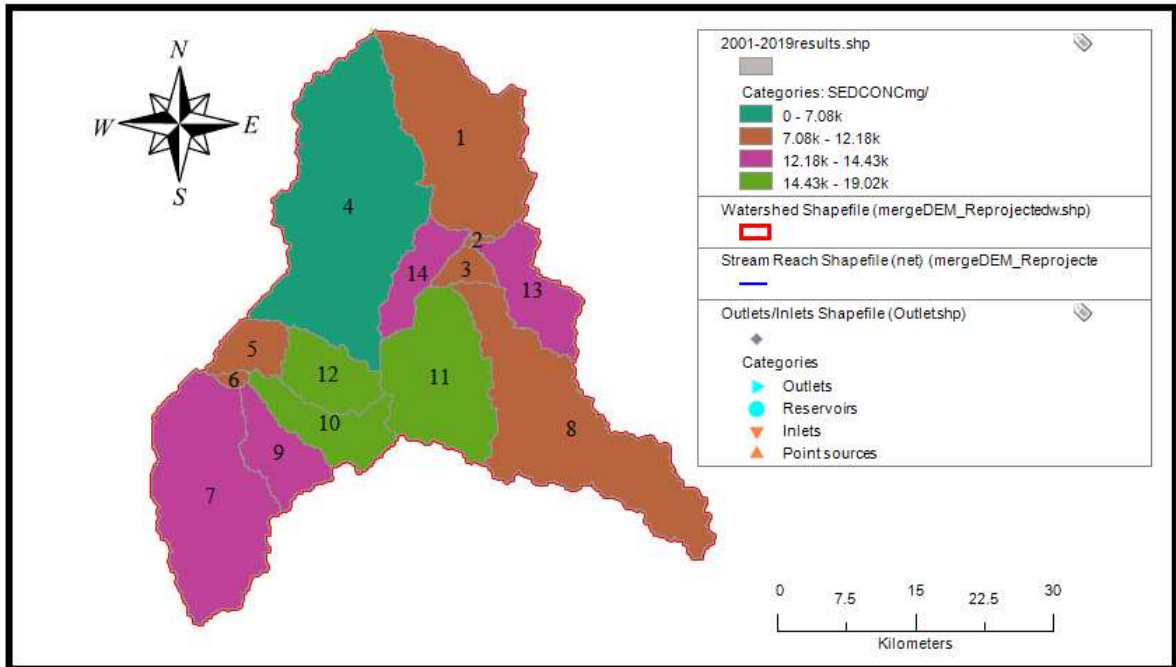 N
W
E
S
1
4
2
14
3
13
5
12
11
6
10
8
9
7
2001-2019results.shp
Categories: SEDCONCmg/
0 - 7.08k
7.08k - 12.18k
12.18k - 14.43k
14.43k - 19.02k
Watershed Shapefile (mergeDEM_Reprojectedw.shp)
Stream Reach Shapefile (net) (mergeDEM_Reprojecte
Outlets/Inlets Shapefile (Outlet.shp)
Categories
Outlets
Reservoirs
Inlets
Point sources
0 7.5 15 22.5 30
Kilometers